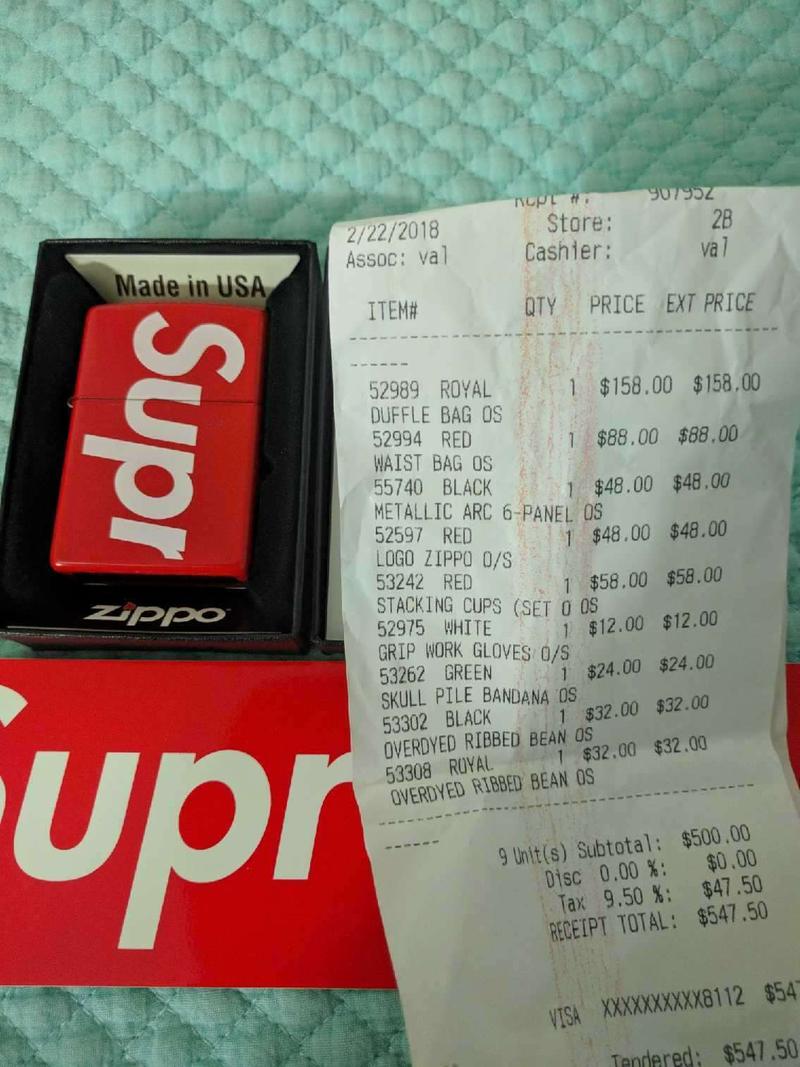 Made in USA
Supr
zippo
Supr
Rcpt #: 907952
2/22/2018 Store: 2B
Assoc: val Cashier: val
ITEM# QTY PRICE EXT PRICE
------------------------------------------
------
52989 ROYAL 1 $158.00 $158.00
DUFFLE BAG OS
52994 RED 1 $88.00 $88.00
WAIST BAG OS
55740 BLACK 1 $48.00 $48.00
METALLIC ARC 6-PANEL OS
52597 RED 1 $48.00 $48.00
LOGO ZIPPO O/S
53242 RED 1 $58.00 $58.00
STACKING CUPS (SET O OS
52975 WHITE 1 $12.00 $12.00
GRIP WORK GLOVES O/S
53262 GREEN 1 $24.00 $24.00
SKULL PILE BANDANA OS
53302 BLACK 1 $32.00 $32.00
OVERDYED RIBBED BEAN OS
53308 ROYAL 1 $32.00 $32.00
OVERDYED RIBBED BEAN OS
------------------------------------------
------
9 Unit(s) Subtotal: $500.00
Disc 0.00 %: $0.00
Tax 9.50 %: $47.50
RECEIPT TOTAL: $547.50
VISA XXXXXXXXXX8112 $547
Tendered: $547.50